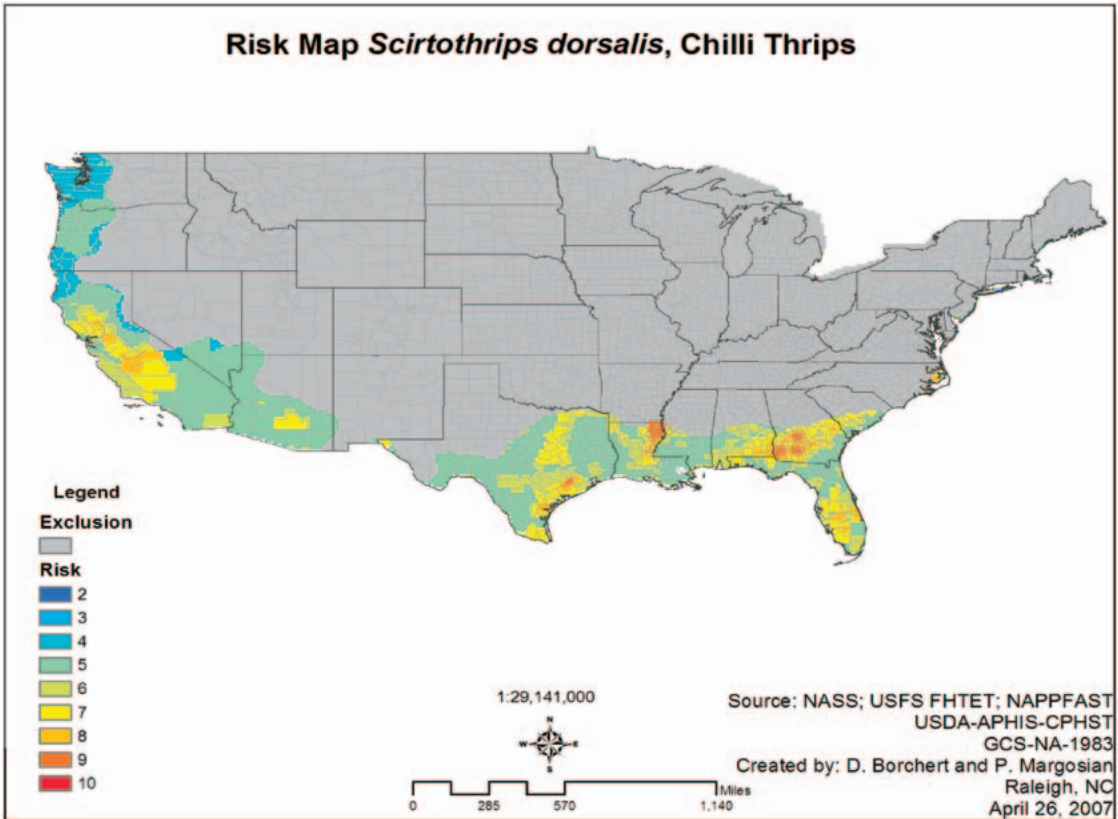 Risk Map Scirtothrips dorsalis, Chilli Thrips
Legend
Exclusion
Risk
2
3
4
5
6
7
8
9
10
1:29,141,000
N
W E
S
Miles
0 285 570 1,140
Source: NASS; USFS FHTET; NAPPFAST
USDA-APHIS-CPHST
GCS-NA-1983
Created by: D. Borchert and P. Margosian
Raleigh, NC
April 26, 2007